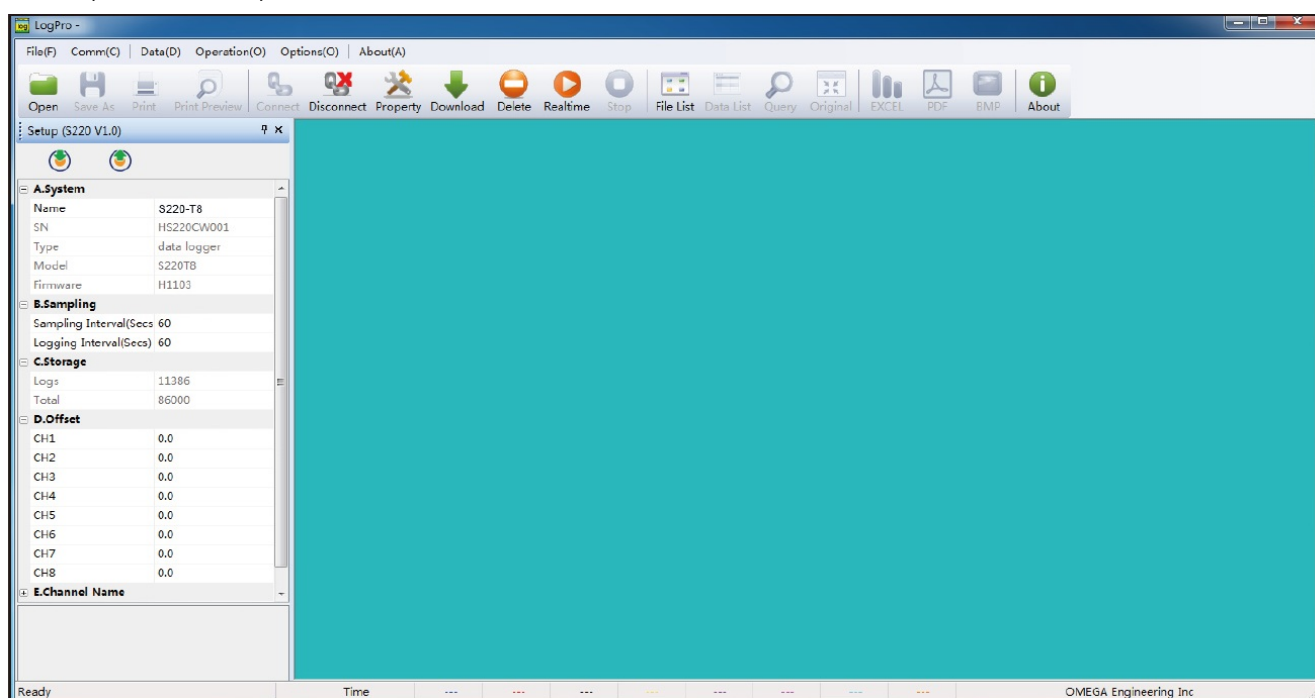 LogPro -
File(F) Comm(C) Data(D) Operation(O) Options(O) About(A)
Open Save As Print Print Preview Connect Disconnect Property Download Delete Realtime Stop File List Data List Query Original EXCEL PDF BMP About
Setup (S220 V1.0)
A.System
Name S220-T8
SN HS220CW001
Type data logger
Model S220T8
Firmware H1103
B.Sampling
Sampling Interval(Secs 60
Logging Interval(Secs) 60
C.Storage
Logs 11386
Total 86000
D.Offset
CH1 0.0
CH2 0.0
CH3 0.0
CH4 0.0
CH5 0.0
CH6 0.0
CH7 0.0
CH8 0.0
E.Channel Name
Ready Time --- --- --- --- --- --- --- --- OMEGA Engineering Inc